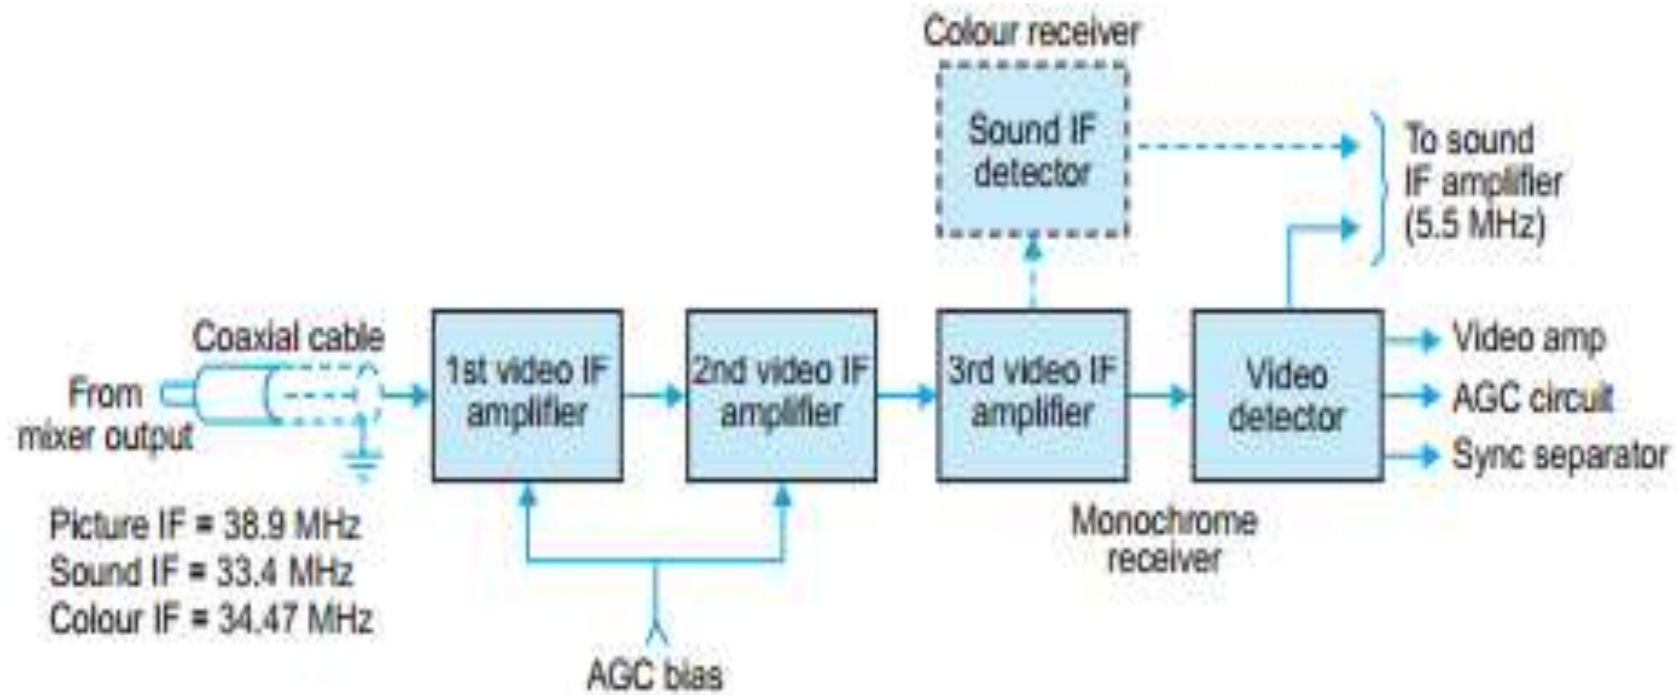 Colour receiver
Sound IF
detector
To sound
IF amplifier
(5.5 MHz)
Coaxial cable
From
mixer output
1st video IF
amplifier
2nd video IF
amplifier
3rd video IF
amplifier
Video
detector
Video amp
AGC circuit
Sync separator
Picture IF = 38.9 MHz
Sound IF = 33.4 MHz
Colour IF = 34.47 MHz
Monochrome
receiver
AGC bias